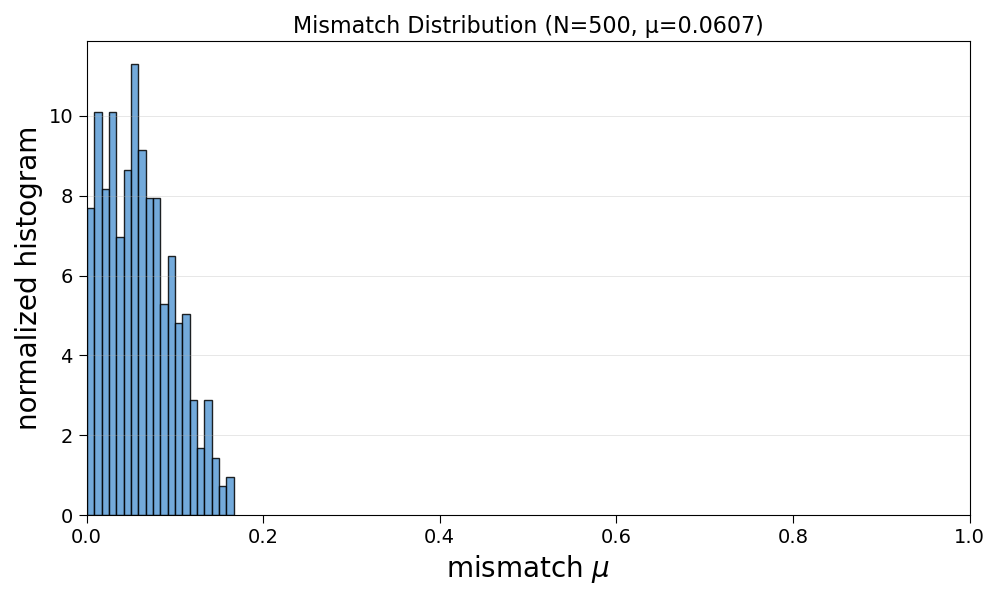 Mismatch Distribution (N=500, μ=0.0607)
normalized histogram
10
8
6
4
2
0
0.0 0.2 0.4 0.6 0.8 1.0
mismatch μ